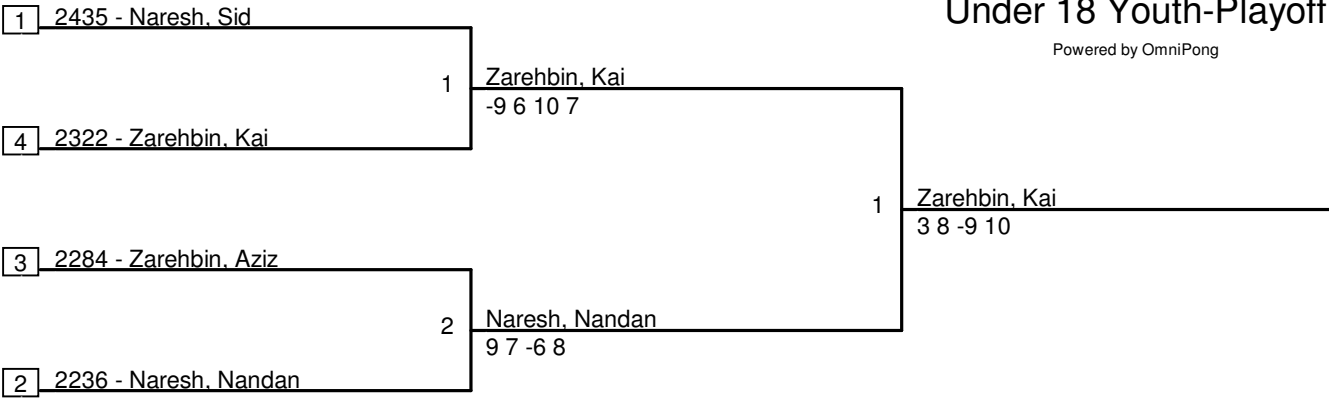 Under 18 Youth-Playoff
Powered by OmniPong
1 2435 - Naresh, Sid
1 Zarehbin, Kai
-9 6 10 7
4 2322 - Zarehbin, Kai
1 Zarehbin, Kai
3 8 -9 10
3 2284 - Zarehbin, Aziz
2 Naresh, Nandan
9 7 -6 8
2 2236 - Naresh, Nandan